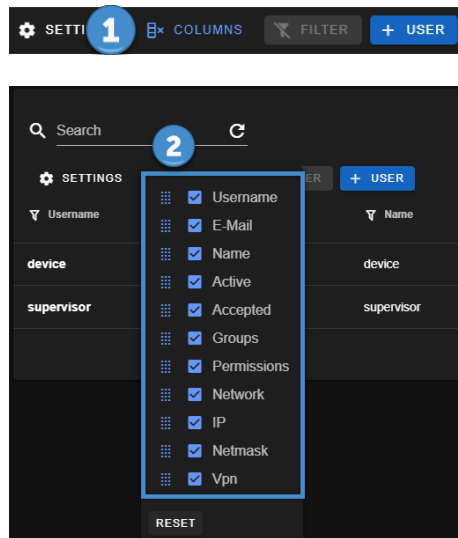 SETTI 1 COLUMNS FILTER + USER
Search
2
SETTINGS ER + USER
Username Name
Username
E-Mail
Name
device device
Active
supervisor Accepted supervisor
Groups
Permissions
Network
IP
Netmask
Vpn
RESET